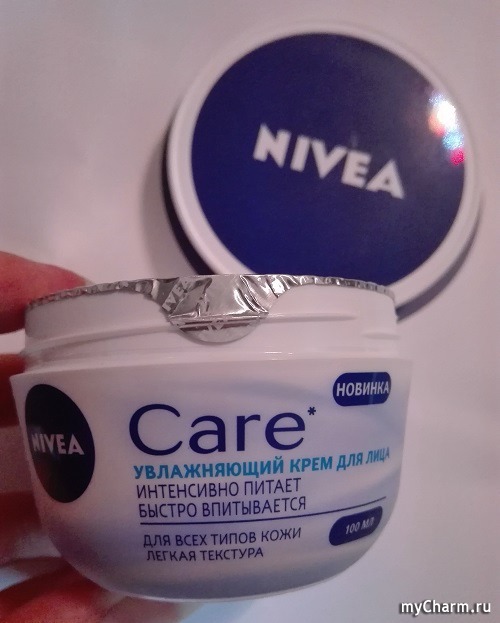 NIVEA
NIVEA
НОВИНКА
Care*
УВЛАЖНЯЮЩИЙ КРЕМ ДЛЯ ЛИЦА
ИНТЕНСИВНО ПИТАЕТ
БЫСТРО ВПИТЫВАЕТСЯ
100 МЛ
ДЛЯ ВСЕХ ТИПОВ КОЖИ
ЛЕГКАЯ ТЕКСТУРА
myCharm.ru